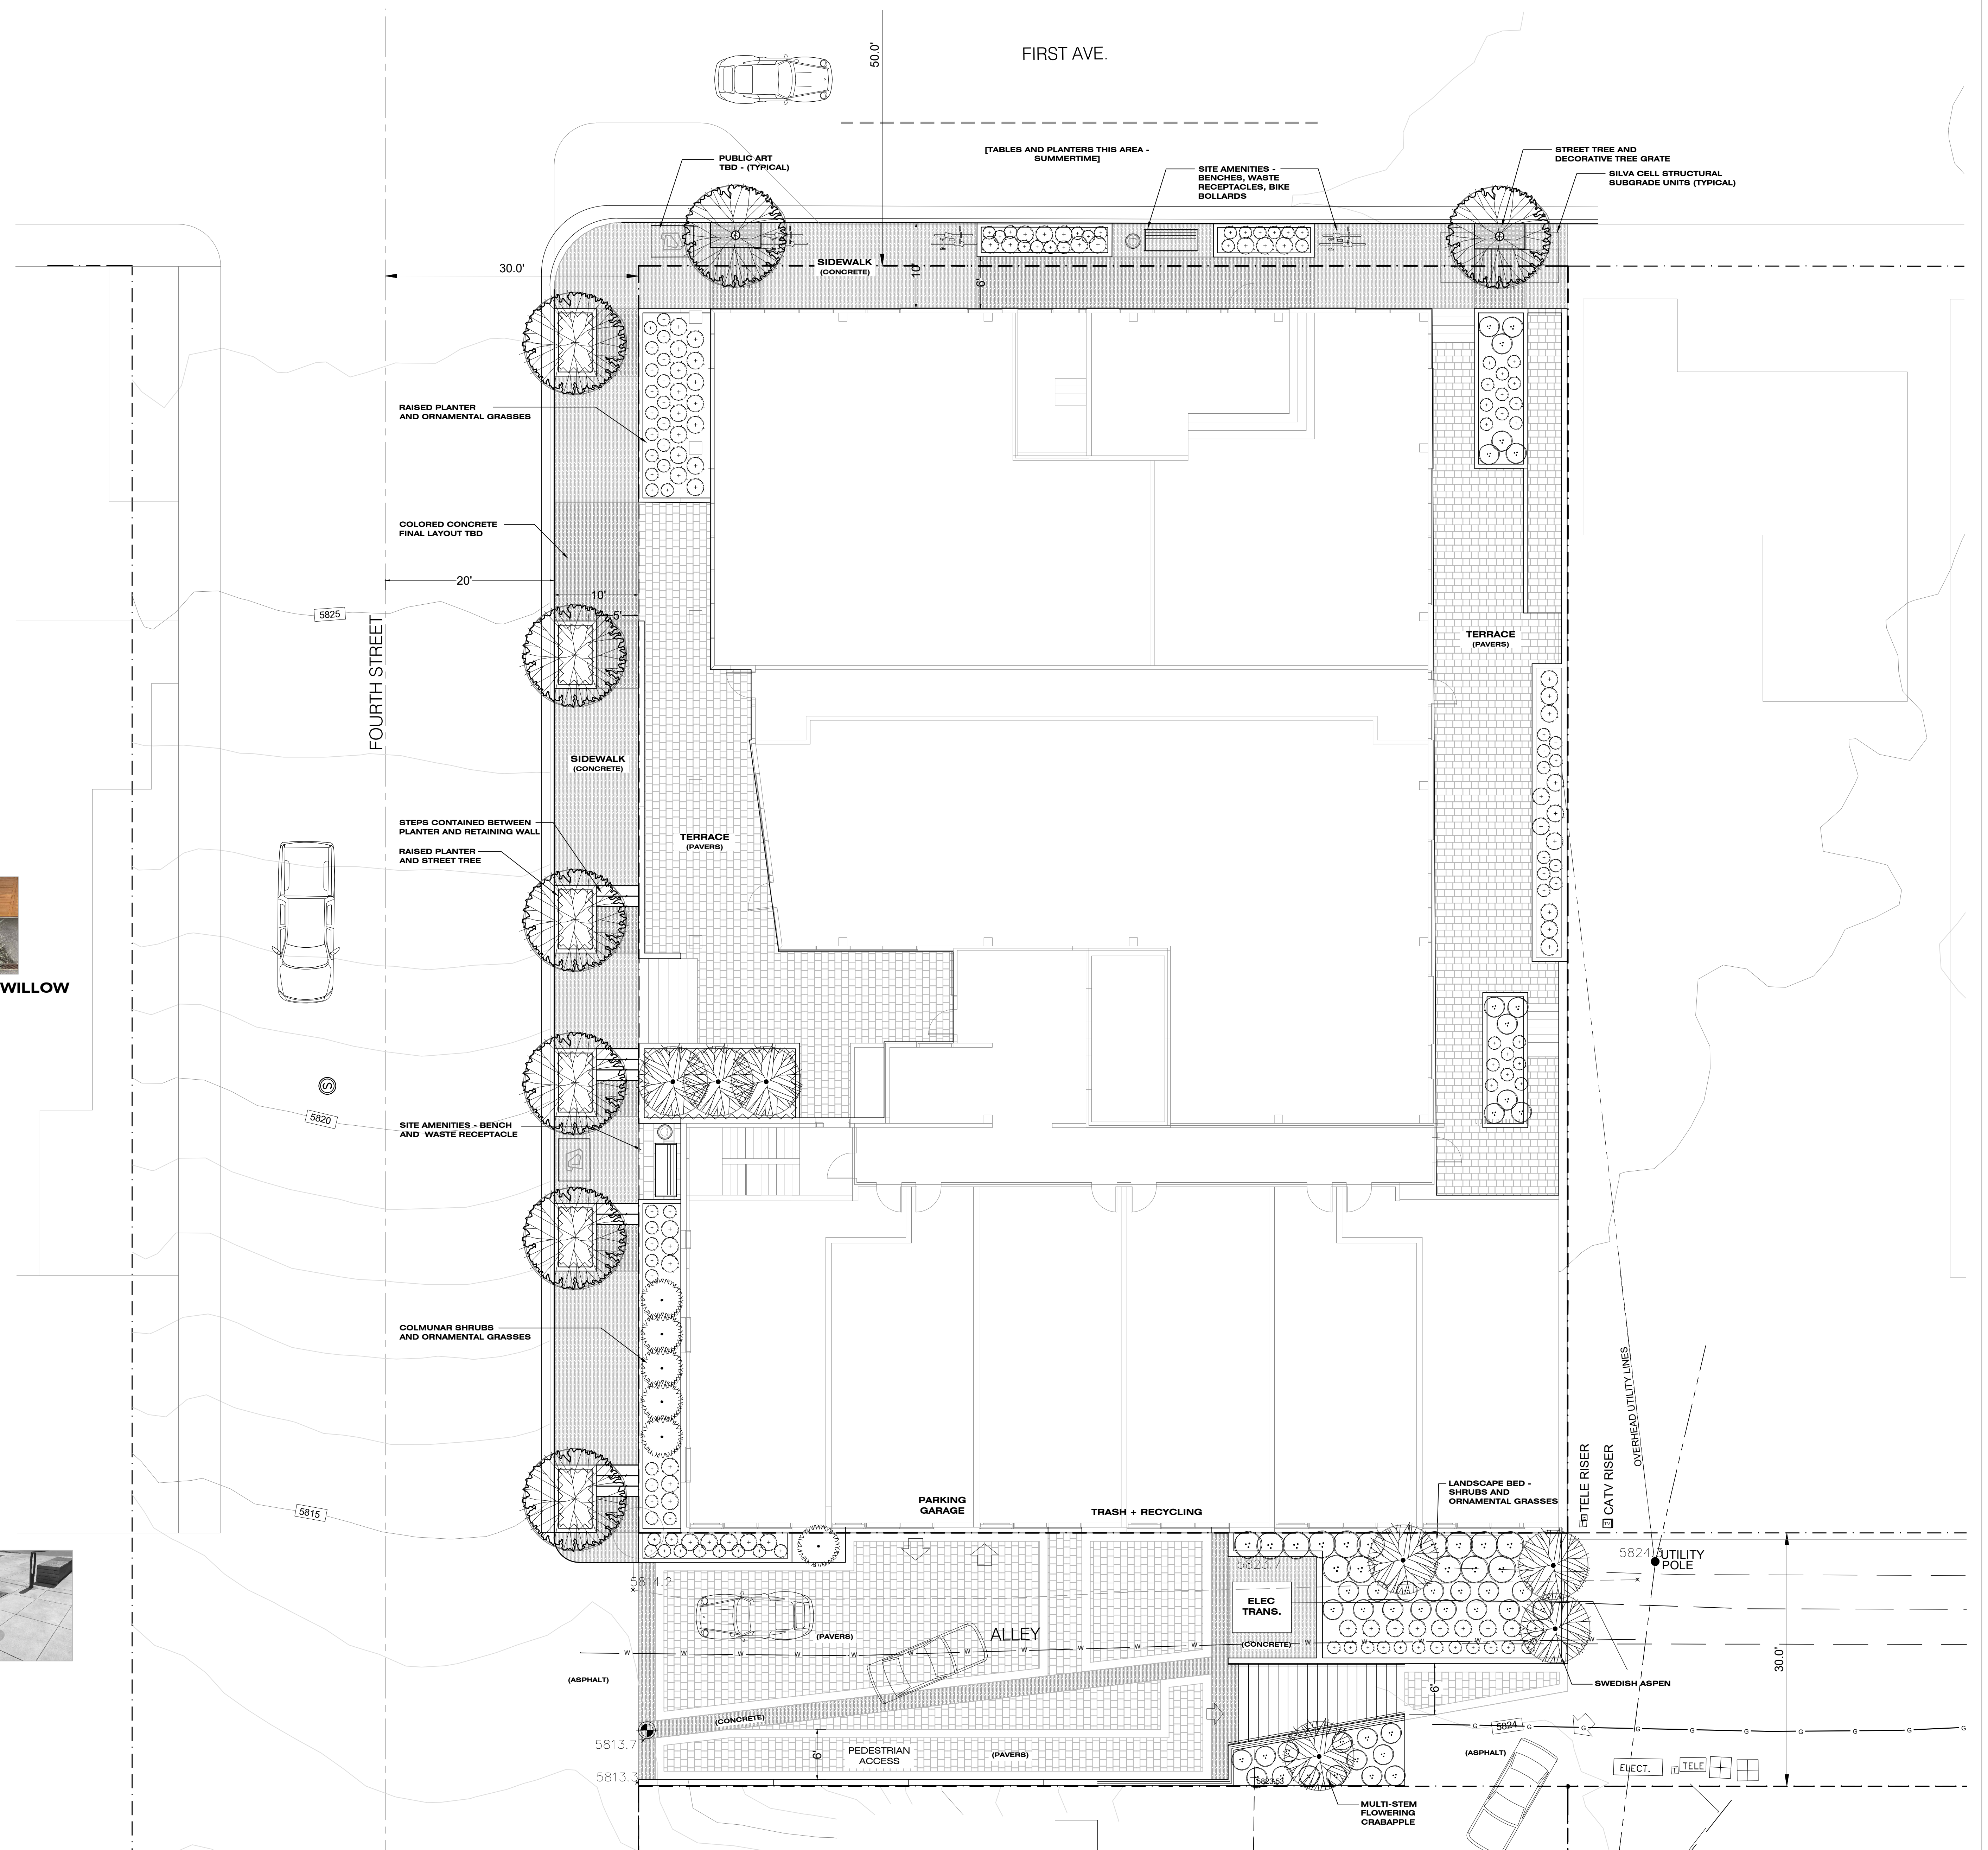 FIRST AVE.
50.0'
PUBLIC ART
TBD - (TYPICAL)
[TABLES AND PLANTERS THIS AREA -
SUMMERTIME]
SITE AMENITIES -
BENCHES, WASTE
RECEPTACLES, BIKE
BOLLARDS
STREET TREE AND
DECORATIVE TREE GRATE
SILVA CELL STRUCTURAL
SUBGRADE UNITS (TYPICAL)
30.0'
SIDEWALK
(CONCRETE)
10'
6'
RAISED PLANTER
AND ORNAMENTAL GRASSES
COLORED CONCRETE
FINAL LAYOUT TBD
20'
10'
5'
5825
FOURTH STREET
TERRACE
(PAVERS)
SIDEWALK
(CONCRETE)
STEPS CONTAINED BETWEEN
PLANTER AND RETAINING WALL
RAISED PLANTER
AND STREET TREE
TERRACE
(PAVERS)
WILLOW
S
5820
SITE AMENITIES - BENCH
AND WASTE RECEPTACLE
COLMUNAR SHRUBS
AND ORNAMENTAL GRASSES
OVERHEAD UTILITY LINES
TELE RISER
CATV RISER
5815
PARKING
GARAGE
TRASH + RECYCLING
LANDSCAPE BED -
SHRUBS AND
ORNAMENTAL GRASSES
5824.
UTILITY
POLE
5823.7
5814.2
ELEC
TRANS.
(CONCRETE)
(PAVERS)
ALLEY
W W W W W W W W W W W W W W
(ASPHALT)
30.0'
SWEDISH ASPEN
6'
(CONCRETE)
5813.7
6'
PEDESTRIAN
ACCESS
(PAVERS)
5813.3
5824
G G G G G G G G G
(ASPHALT)
ELECT.
T
TELE
5823.53
MULTI-STEM
FLOWERING
CRABAPPLE